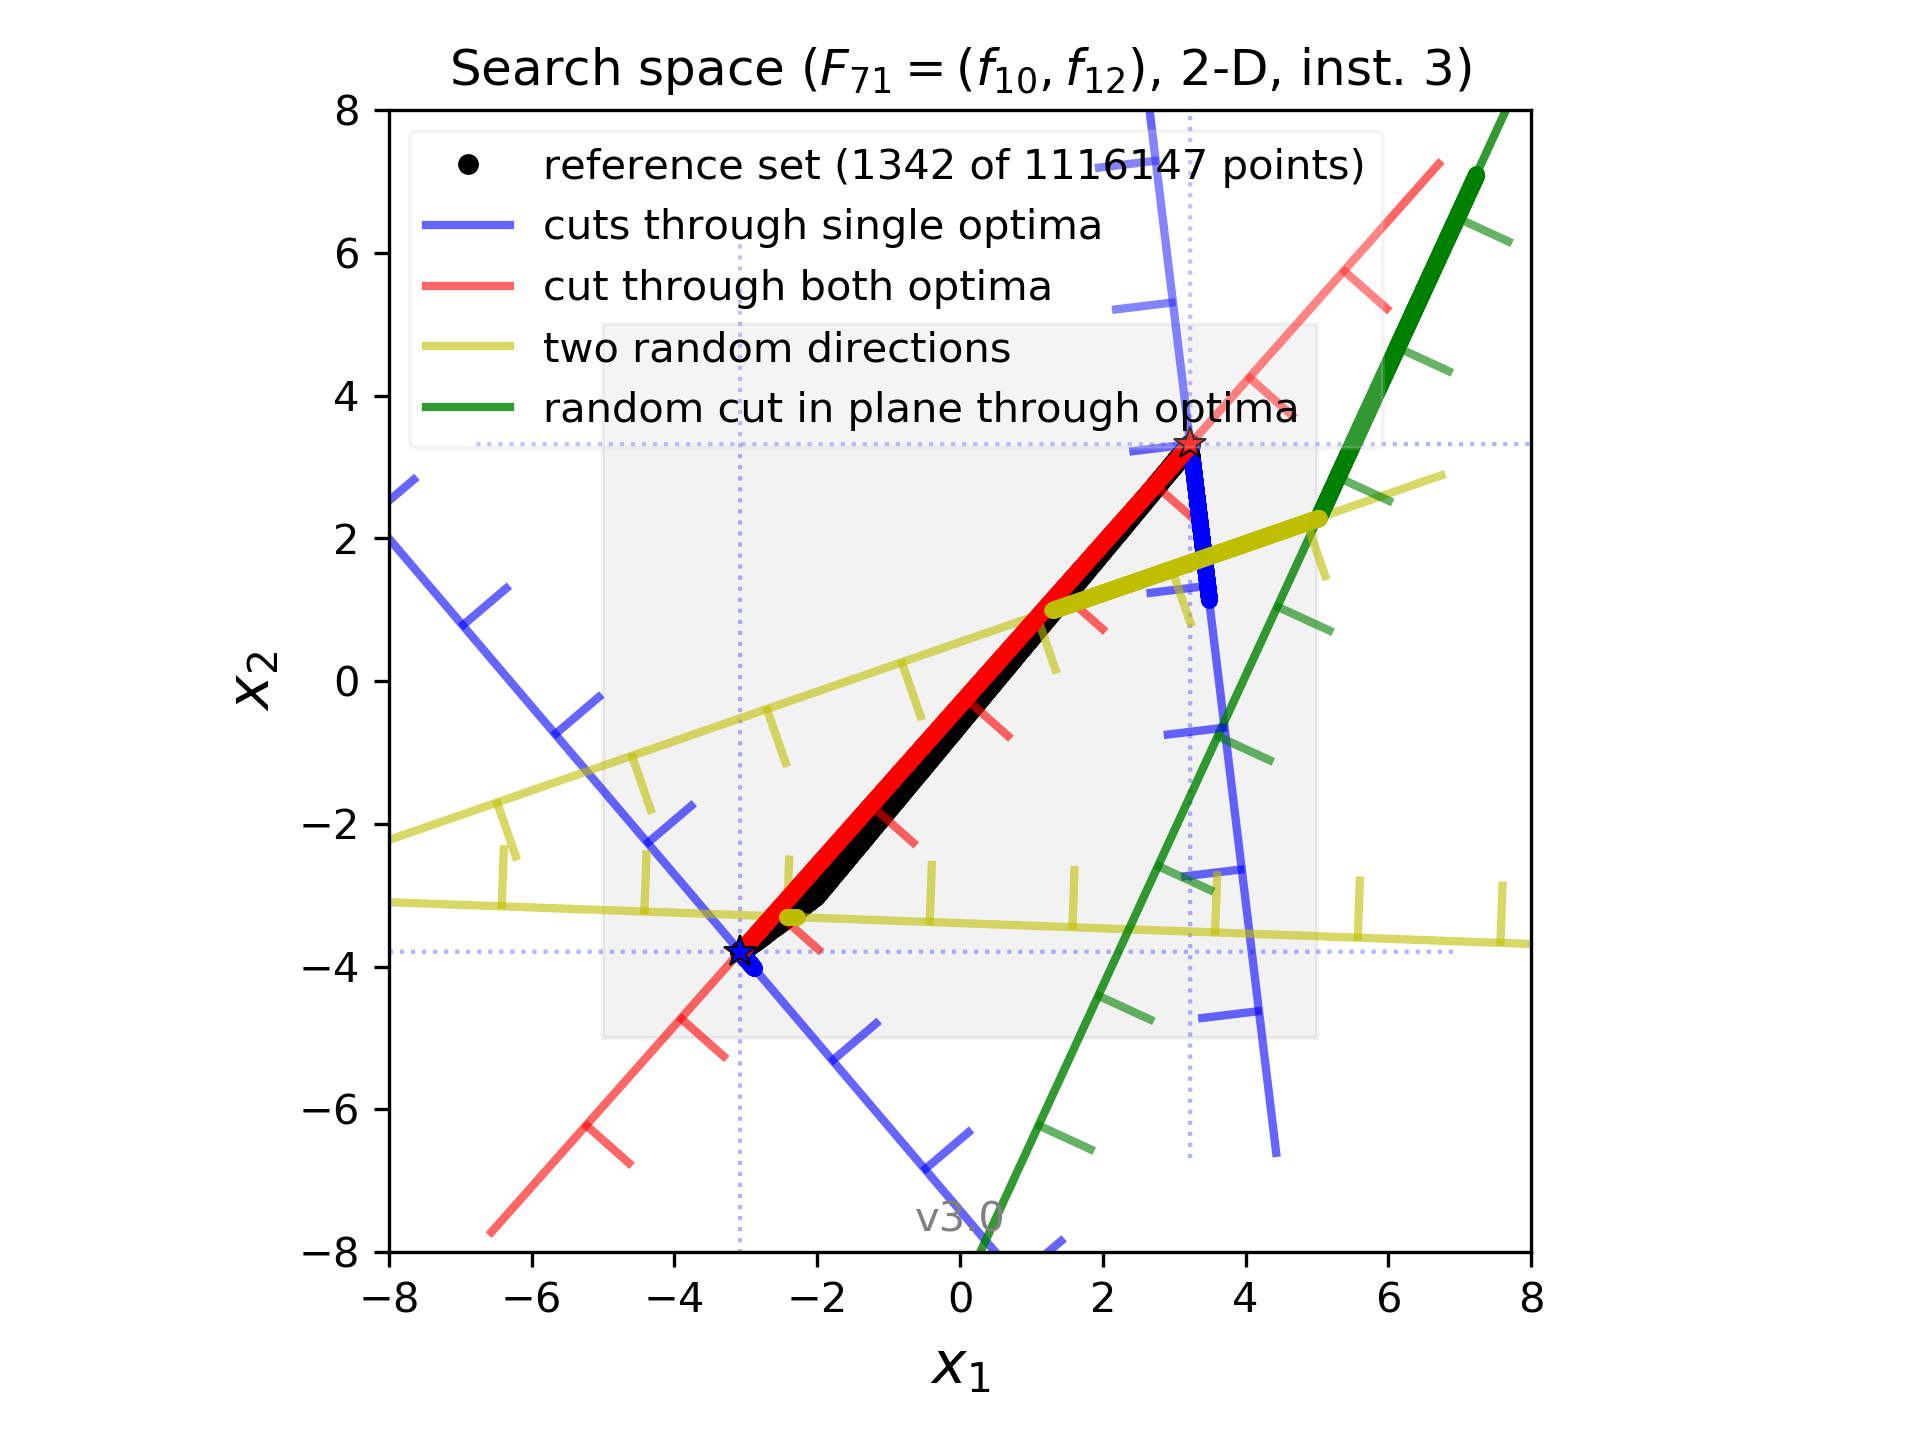 Search space (F71 = (f10, f12), 2-D, inst. 3)
reference set (1342 of 1116147 points)
cuts through single optima
cut through both optima
two random directions
random cut in plane through optima
8
6
4
2
0
−2
−4
−6
−8
x2
v3.0
−8 −6 −4 −2 0 2 4 6 8
x1